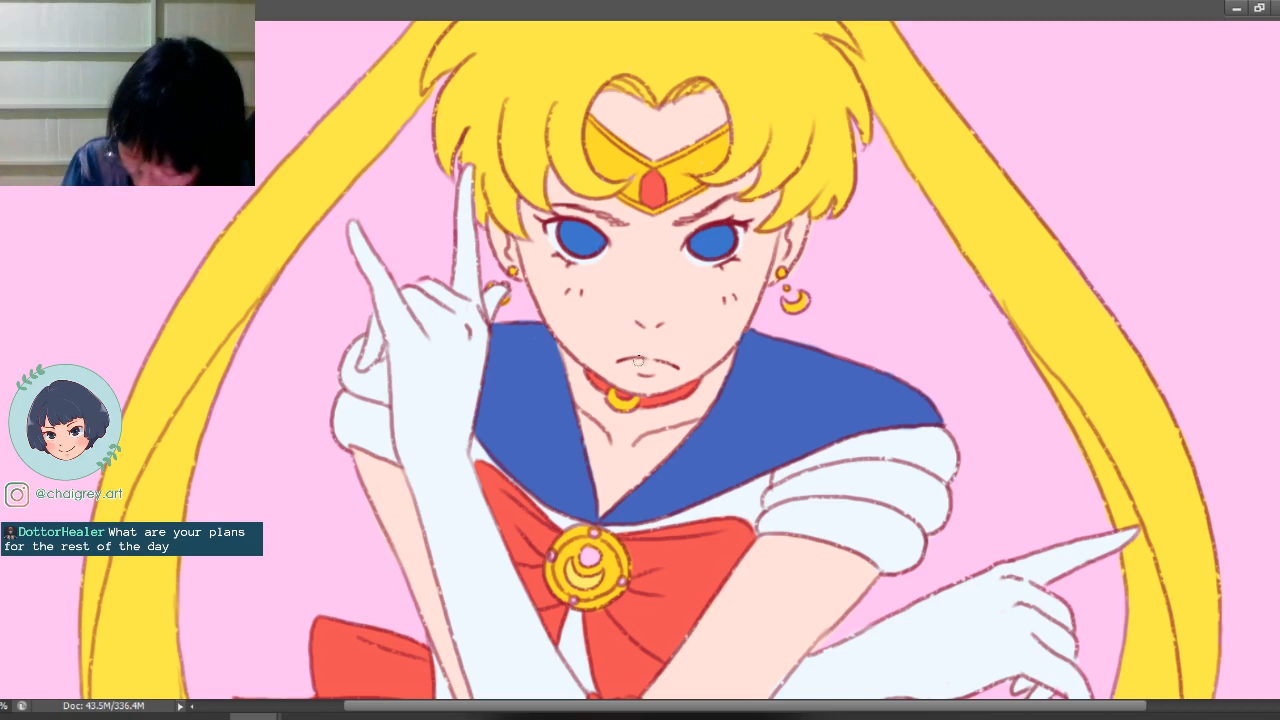 @chaigrey.art
DottorHealer What are your plans
for the rest of the day
% Doc: 43.5M/336.4M